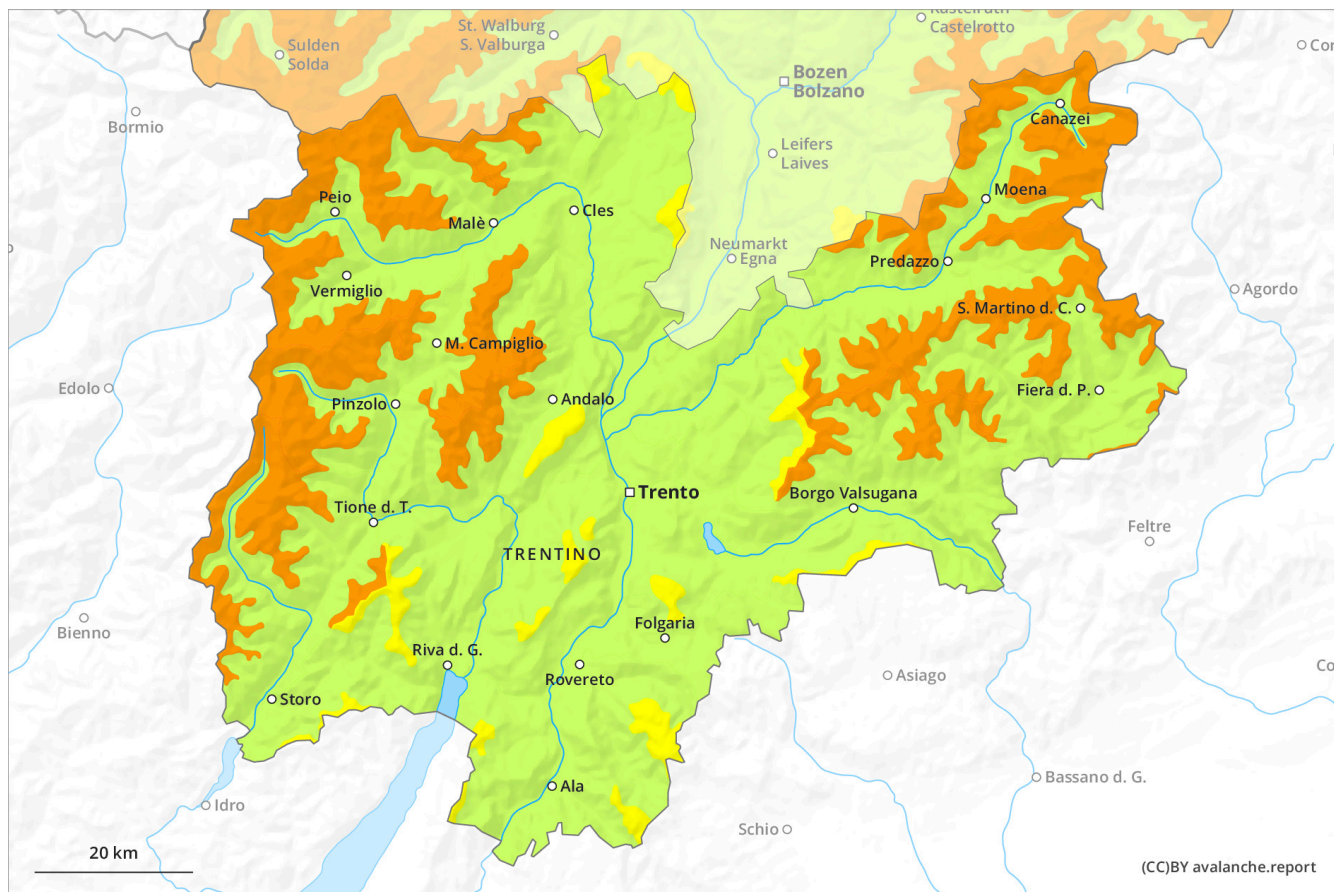 Kastelruth
Castelrotto
St. Walburg
S. Valburga
Sulden
Solda
Bozen
Bolzano
Bormio
Canazei
Leifers
Laives
Peio
Moena
Malè
Cles
Neumarkt
Egna
Predazzo
Vermiglio
Agordo
S. Martino d. C.
M. Campiglio
Edolo
Pinzolo
Andalo
Fiera d. P.
Trento
Borgo Valsugana
Tione d. T.
Feltre
TRENTINO
Bienno
Folgaria
Riva d. G.
Rovereto
Asiago
Storo
Ala
Bassano d. G.
Idro
Schio
20 km
(CC)BY avalanche.report